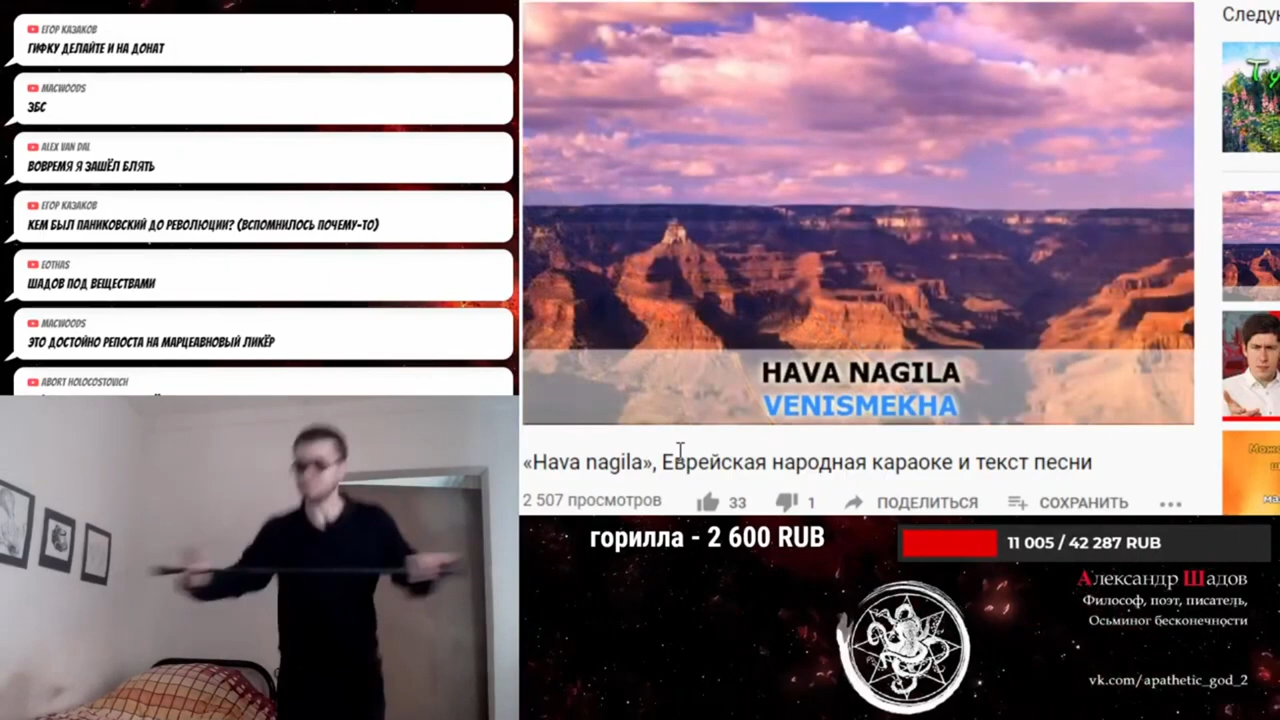 ЕГОР КАЗАКОВ
ГИФКУ ДЕЛАЙТЕ И НА ДОНАТ
MACWOODS
ЗБС
ALEX VAN DAL
ВОВРЕМЯ Я ЗАШЁЛ БЛЯТЬ
ЕГОР КАЗАКОВ
КЕМ БЫЛ ПАНИКОВСКИЙ ДО РЕВОЛЮЦИИ? (ВСПОМНИЛОСЬ ПОЧЕМУ-ТО)
EOTHAS
ШАДОВ ПОД ВЕЩЕСТВАМИ
MACWOODS
ЭТО ДОСТОЙНО РЕПОСТА НА МАРЦЕАВНОВЫЙ ЛИКЁР
ABORT HOLOCOSTOVICH
HAVA NAGILA
VENISMEKHA
«Hava nagila», Еврейская народная караоке и текст песни
2 507 просмотров 33 1 ПОДЕЛИТЬСЯ СОХРАНИТЬ
Следую
горилла - 2 600 RUB
11 005 / 42 287 RUB
Александр Шадов
Философ, поэт, писатель,
Осьминог бесконечности
vk.com/apathetic_god_2